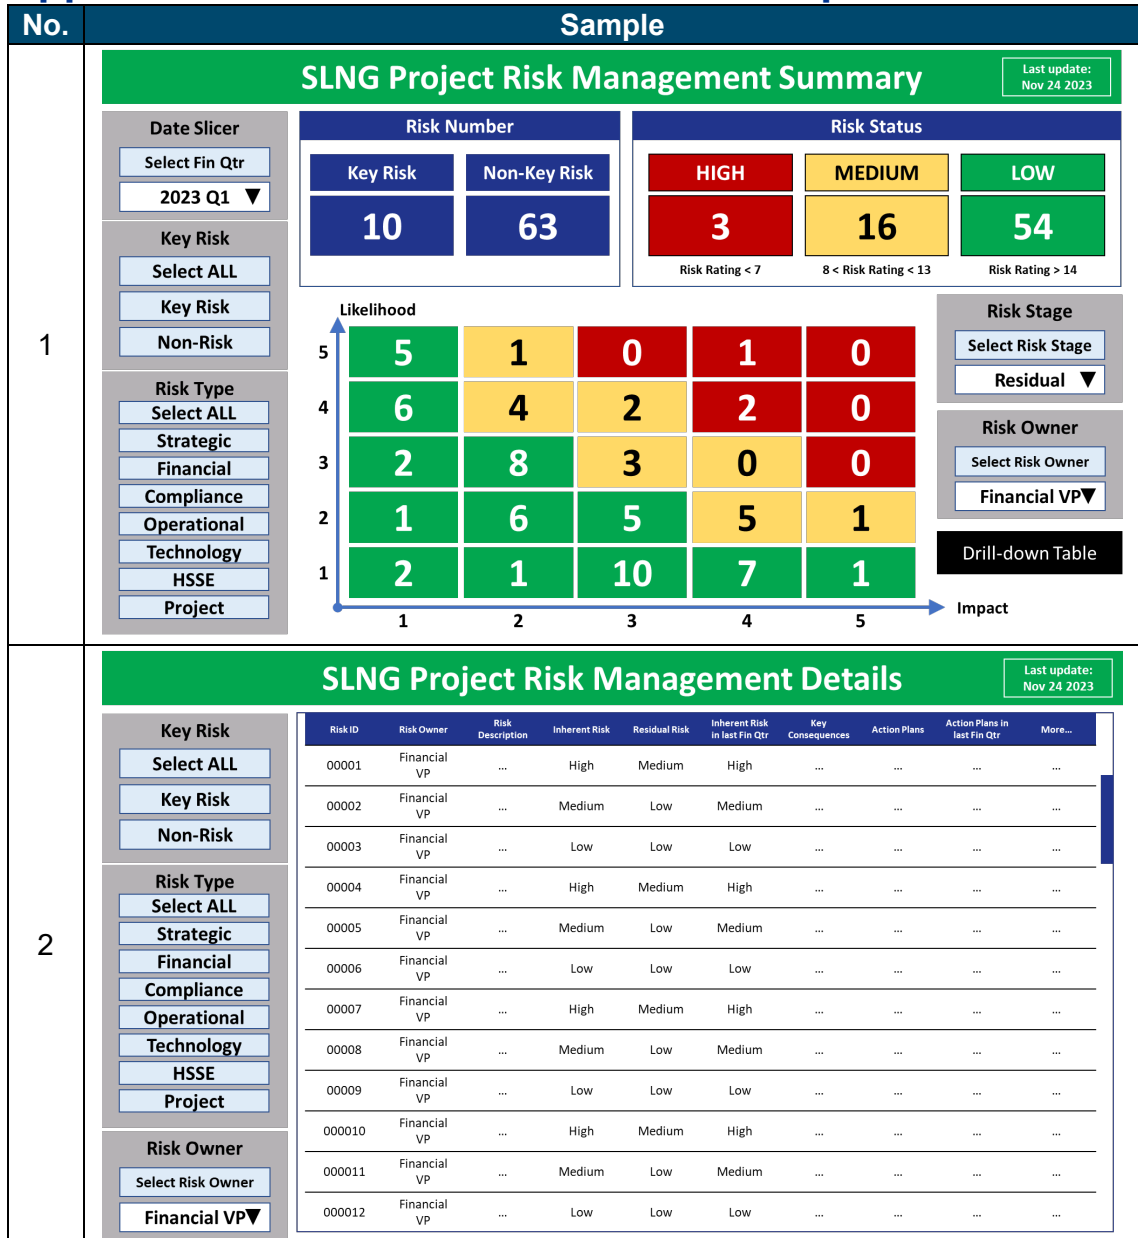 No. Sample
1
SLNG Project Risk Management Summary
Last update:
Nov 24 2023
Date Slicer
Select Fin Qtr
2023 Q1 ▼
Key Risk
Select ALL
Key Risk
Non-Risk
Risk Type
Select ALL
Strategic
Financial
Compliance
Operational
Technology
HSSE
Project
Risk Number
Key Risk Non-Key Risk
10 63
Risk Status
HIGH MEDIUM LOW
3 16 54
Risk Rating < 7 8 < Risk Rating < 13 Risk Rating > 14
Likelihood
5 5 1 0 1 0
4 6 4 2 2 0
3 2 8 3 0 0
2 1 6 5 5 1
1 2 1 10 7 1
Impact
1 2 3 4 5
Risk Stage
Select Risk Stage
Residual ▼
Risk Owner
Select Risk Owner
Financial VP▼
Drill-down Table
2
SLNG Project Risk Management Details
Last update:
Nov 24 2023
Key Risk
Select ALL
Key Risk
Non-Risk
Risk Type
Select ALL
Strategic
Financial
Compliance
Operational
Technology
HSSE
Project
Risk Owner
Select Risk Owner
Financial VP▼
Risk ID Risk Owner Risk Description Inherent Risk Residual Risk Inherent Risk in last Fin Qtr Key Consequences Action Plans Action Plans in last Fin Qtr More...
00001 Financial VP ... High Medium High ... ... ... ...
00002 Financial VP ... Medium Low Medium ... ... ... ...
00003 Financial VP ... Low Low Low ... ... ... ...
00004 Financial VP ... High Medium High ... ... ... ...
00005 Financial VP ... Medium Low Medium ... ... ... ...
00006 Financial VP ... Low Low Low ... ... ... ...
00007 Financial VP ... High Medium High ... ... ... ...
00008 Financial VP ... Medium Low Medium ... ... ... ...
00009 Financial VP ... Low Low Low ... ... ... ...
000010 Financial VP ... High Medium High ... ... ... ...
000011 Financial VP ... Medium Low Medium ... ... ... ...
000012 Financial VP ... Low Low Low ... ... ... ...